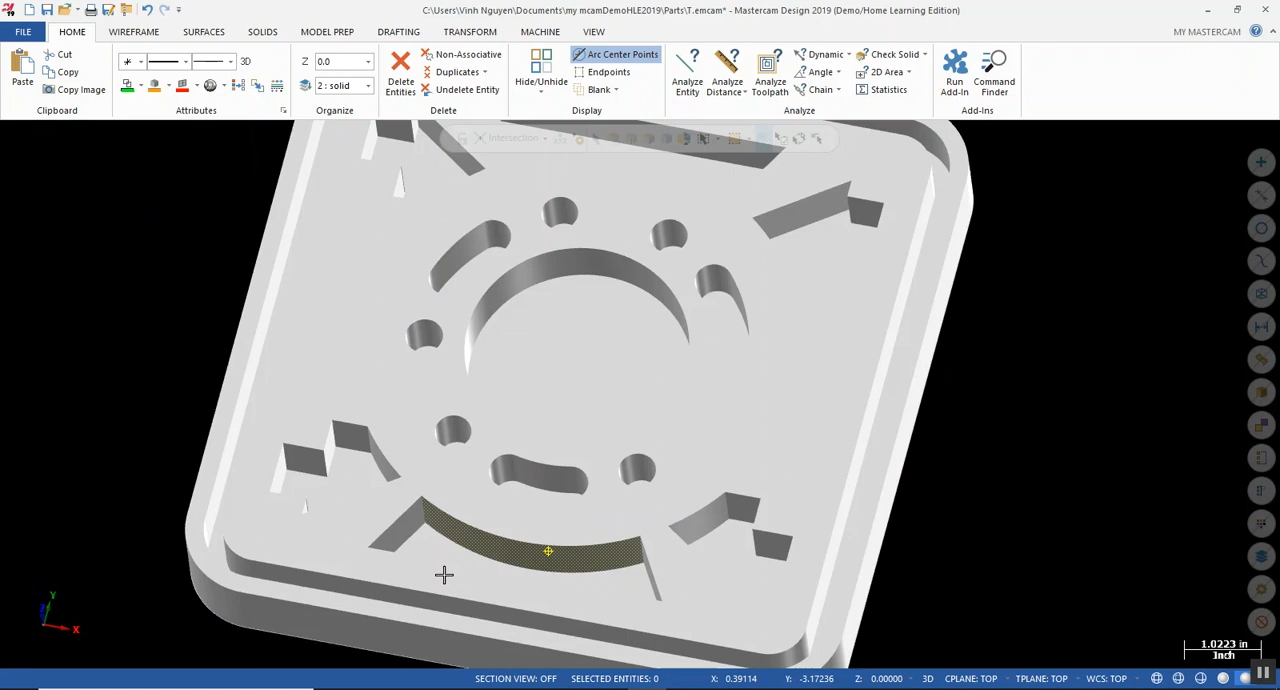 C:\Users\Vinh Nguyen\Documents\my mcamDemoHLE2019\Parts\T.emcam* - Mastercam Design 2019 (Demo/Home Learning Edition)
FILE HOME WIREFRAME SURFACES SOLIDS MODEL PREP DRAFTING TRANSFORM MACHINE VIEW MY MASTERCAM
Cut
Copy
Copy Image
Paste
Clipboard
3D
Attributes
Z 0.0
2 : solid
Organize
Delete Entities
Non-Associative
Duplicates
Undelete Entity
Delete
Hide/Unhide
Arc Center Points
Endpoints
Blank
Display
Analyze Entity
Analyze Distance
Analyze Toolpath
Dynamic
Angle
Chain
Check Solid
2D Area
Statistics
Analyze
Run Add-In
Command Finder
Add-Ins
Intersection
Y
X
1.0223 in
Inch
SECTION VIEW: OFF SELECTED ENTITIES: 0 X: 0.39114 Y: -3.17236 Z: 0.00000 3D CPLANE: TOP TPLANE: TOP WCS: TOP